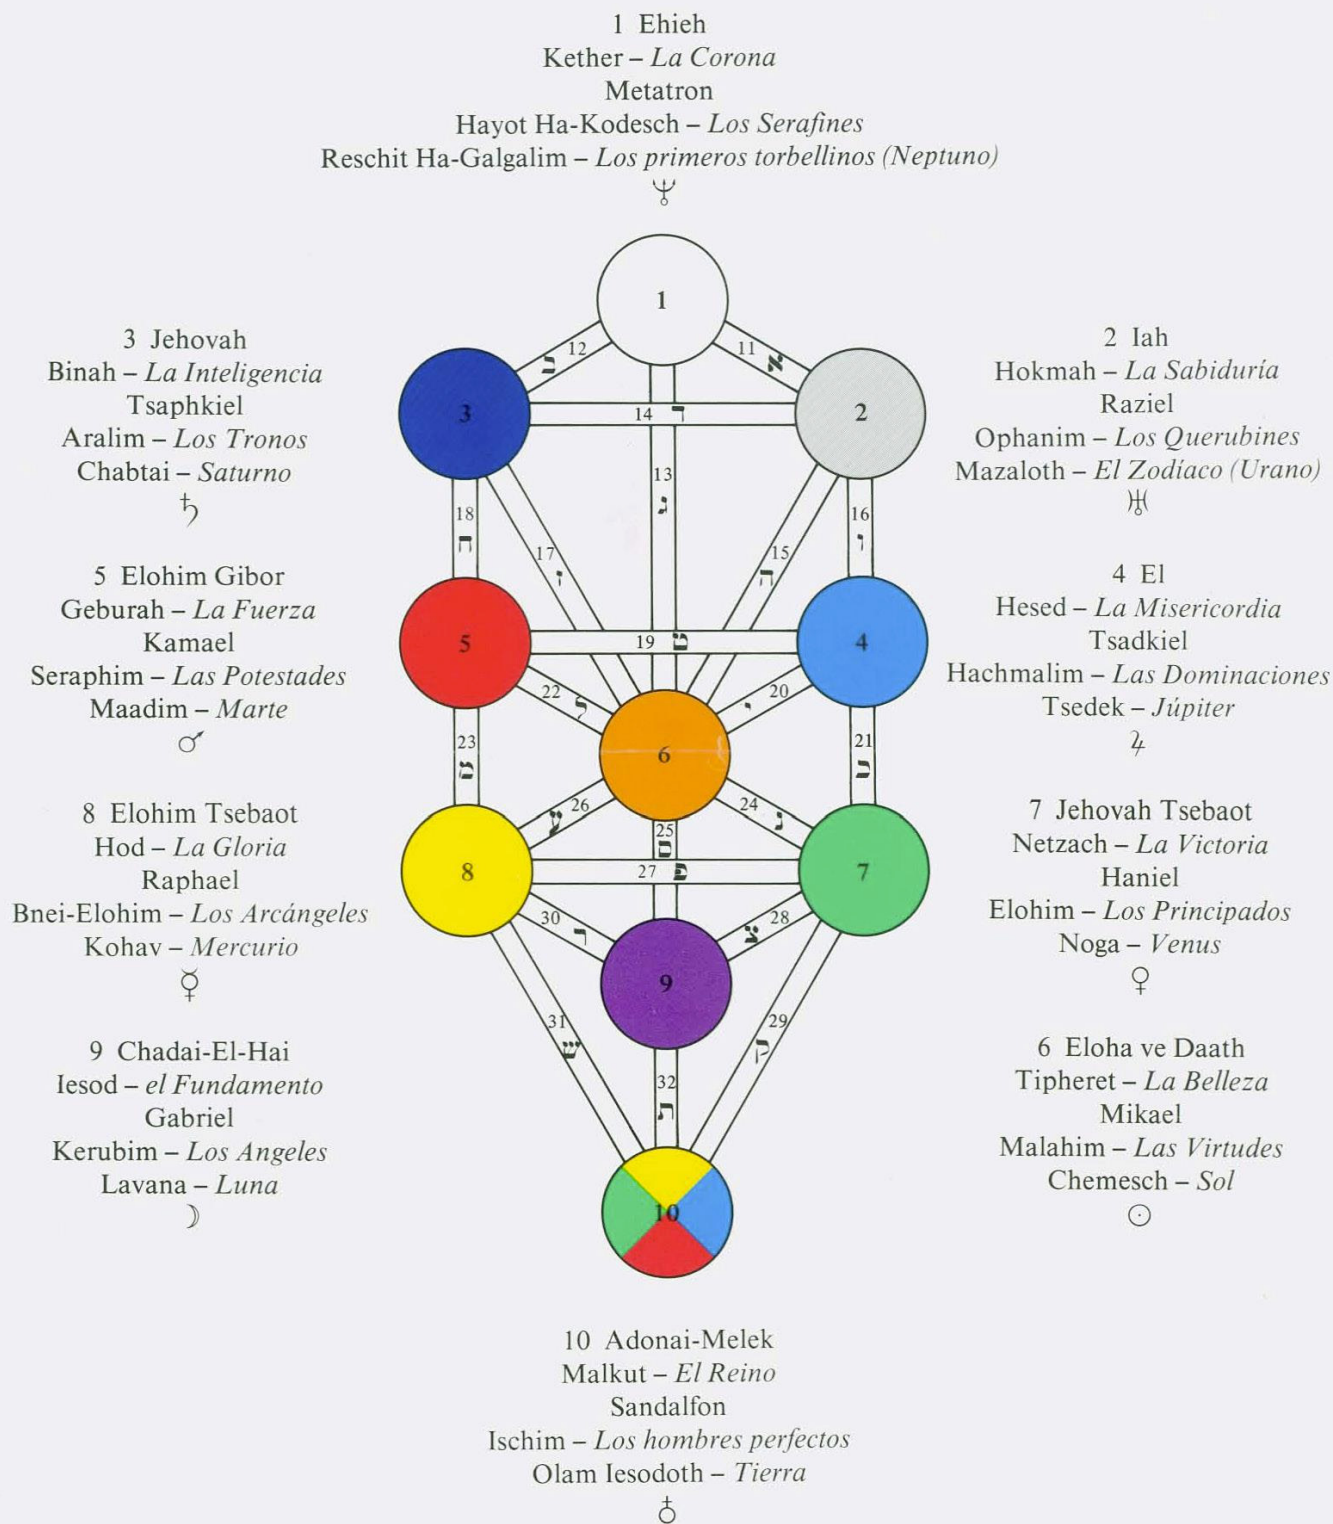 1 Ehieh
Kether – La Corona
Metatron
Hayot Ha-Kodesch – Los Serafines
Reschit Ha-Galgalim – Los primeros torbellinos (Neptuno)
♆
1
3 Jehovah
Binah – La Inteligencia
Tsaphkiel
Aralim – Los Tronos
Chabtai – Saturno
♄
2 Iah
Hokmah – La Sabiduría
Raziel
Ophanim – Los Querubines
Mazaloth – El Zodíaco (Urano)
♅
12 ב
11 א
3
14 ד
2
13 ג
18 ח
17 ז
15 ה
16 ו
5 Elohim Gibor
Geburah – La Fuerza
Kamael
Seraphim – Las Potestades
Maadim – Marte
♂
4 El
Hesed – La Misericordia
Tsadkiel
Hachmalim – Las Dominaciones
Tsedek – Júpiter
♃
5
19 ט
4
22 ל
20 י
6
23 מ
21 כ
26 ע
24 נ
25 ס
8 Elohim Tsebaot
Hod – La Gloria
Raphael
Bnei-Elohim – Los Arcángeles
Kohav – Mercurio
☿
7 Jehovah Tsebaot
Netzach – La Victoria
Haniel
Elohim – Los Principados
Noga – Venus
♀
8
27 פ
7
30 ר
28 צ
9
31 ש
29 ק
32 ת
9 Chadai-El-Hai
Iesod – el Fundamento
Gabriel
Kerubim – Los Angeles
Lavana – Luna
☽
6 Eloha ve Daath
Tipheret – La Belleza
Mikael
Malahim – Las Virtudes
Chemesch – Sol
☉
10
10 Adonai-Melek
Malkut – El Reino
Sandalfon
Ischim – Los hombres perfectos
Olam Iesodoth – Tierra
♁